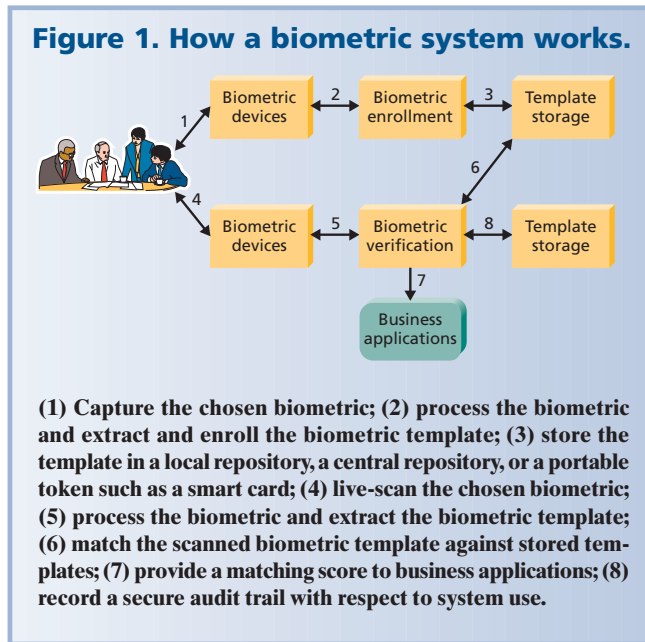 Figure 1. How a biometric system works.
1
Biometric
devices
2
Biometric
enrollment
3
Template
storage
6
4
Biometric
devices
5
Biometric
verification
8
Template
storage
7
Business
applications
(1) Capture the chosen biometric; (2) process the biometric
and extract and enroll the biometric template; (3) store the
template in a local repository, a central repository, or a portable
token such as a smart card; (4) live-scan the chosen biometric;
(5) process the biometric and extract the biometric template;
(6) match the scanned biometric template against stored tem-
plates; (7) provide a matching score to business applications; (8)
record a secure audit trail with respect to system use.